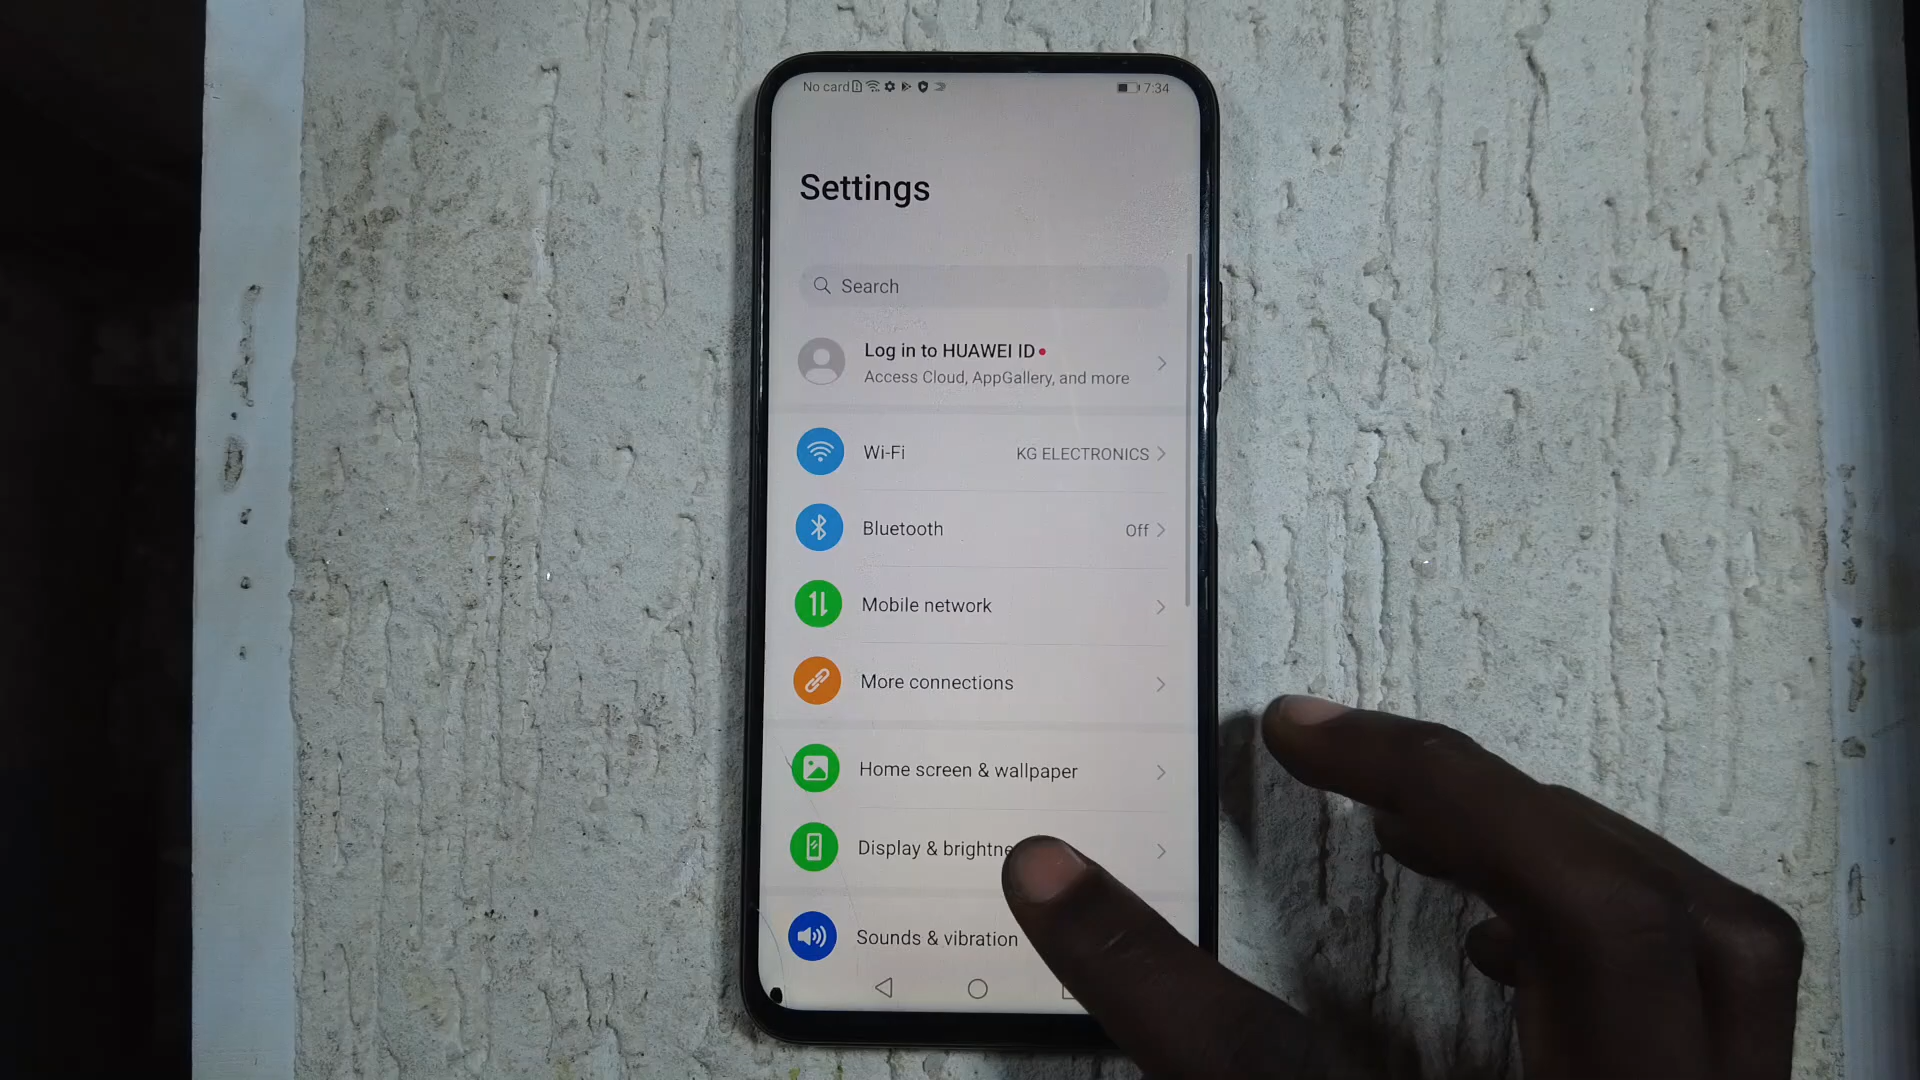 No card 7:34
Settings
Search
Log in to HUAWEI ID
Access Cloud, AppGallery, and more
Wi-Fi KG ELECTRONICS
Bluetooth Off
Mobile network
More connections
Home screen & wallpaper
Display & brightne
Sounds & vibration